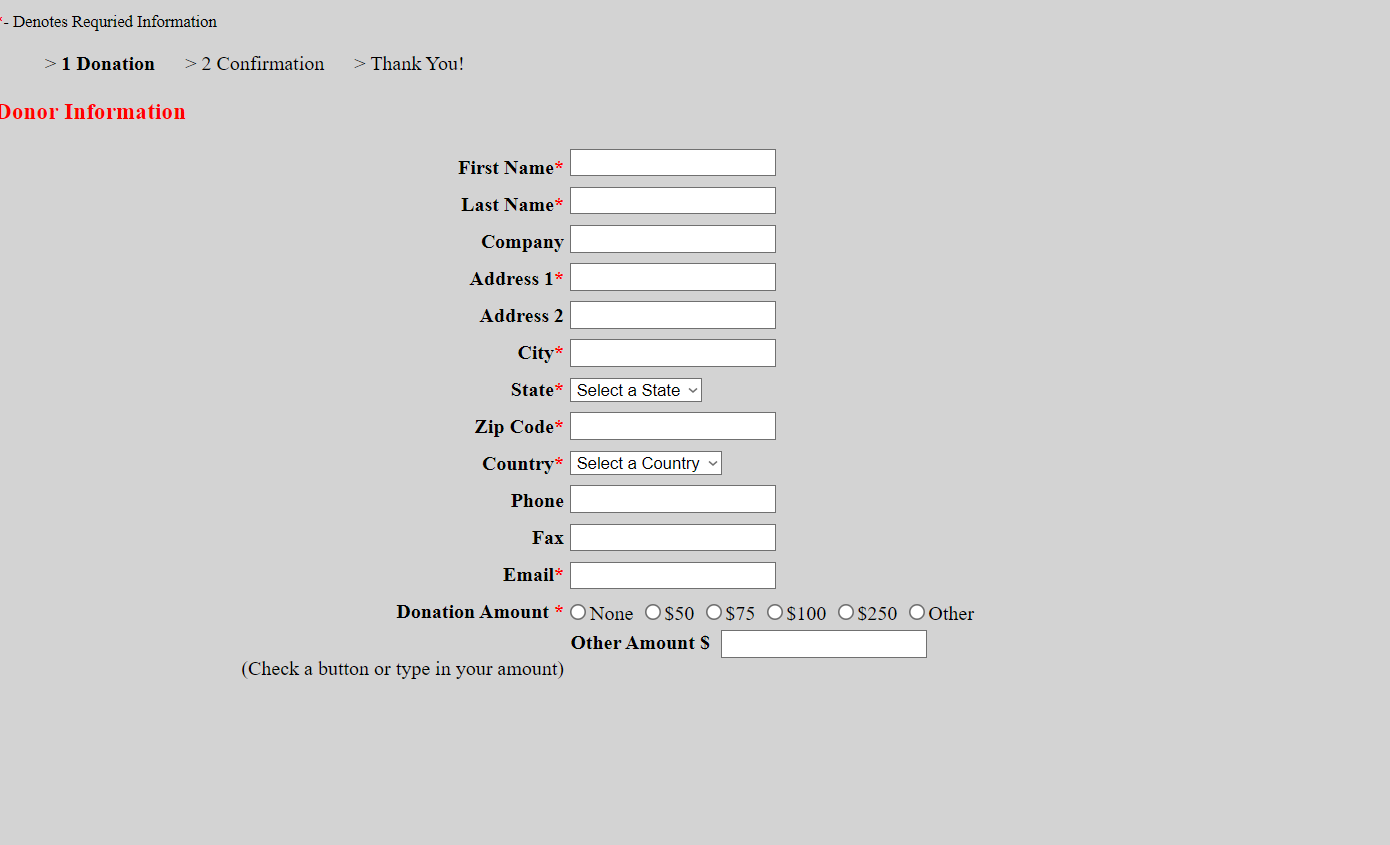 *- Denotes Requried Information
> 1 Donation > 2 Confirmation > Thank You!
Donor Information
First Name*
Last Name*
Company
Address 1*
Address 2
City*
State* Select a State
Zip Code*
Country* Select a Country
Phone
Fax
Email*
Donation Amount * None $50 $75 $100 $250 Other
Other Amount $
(Check a button or type in your amount)